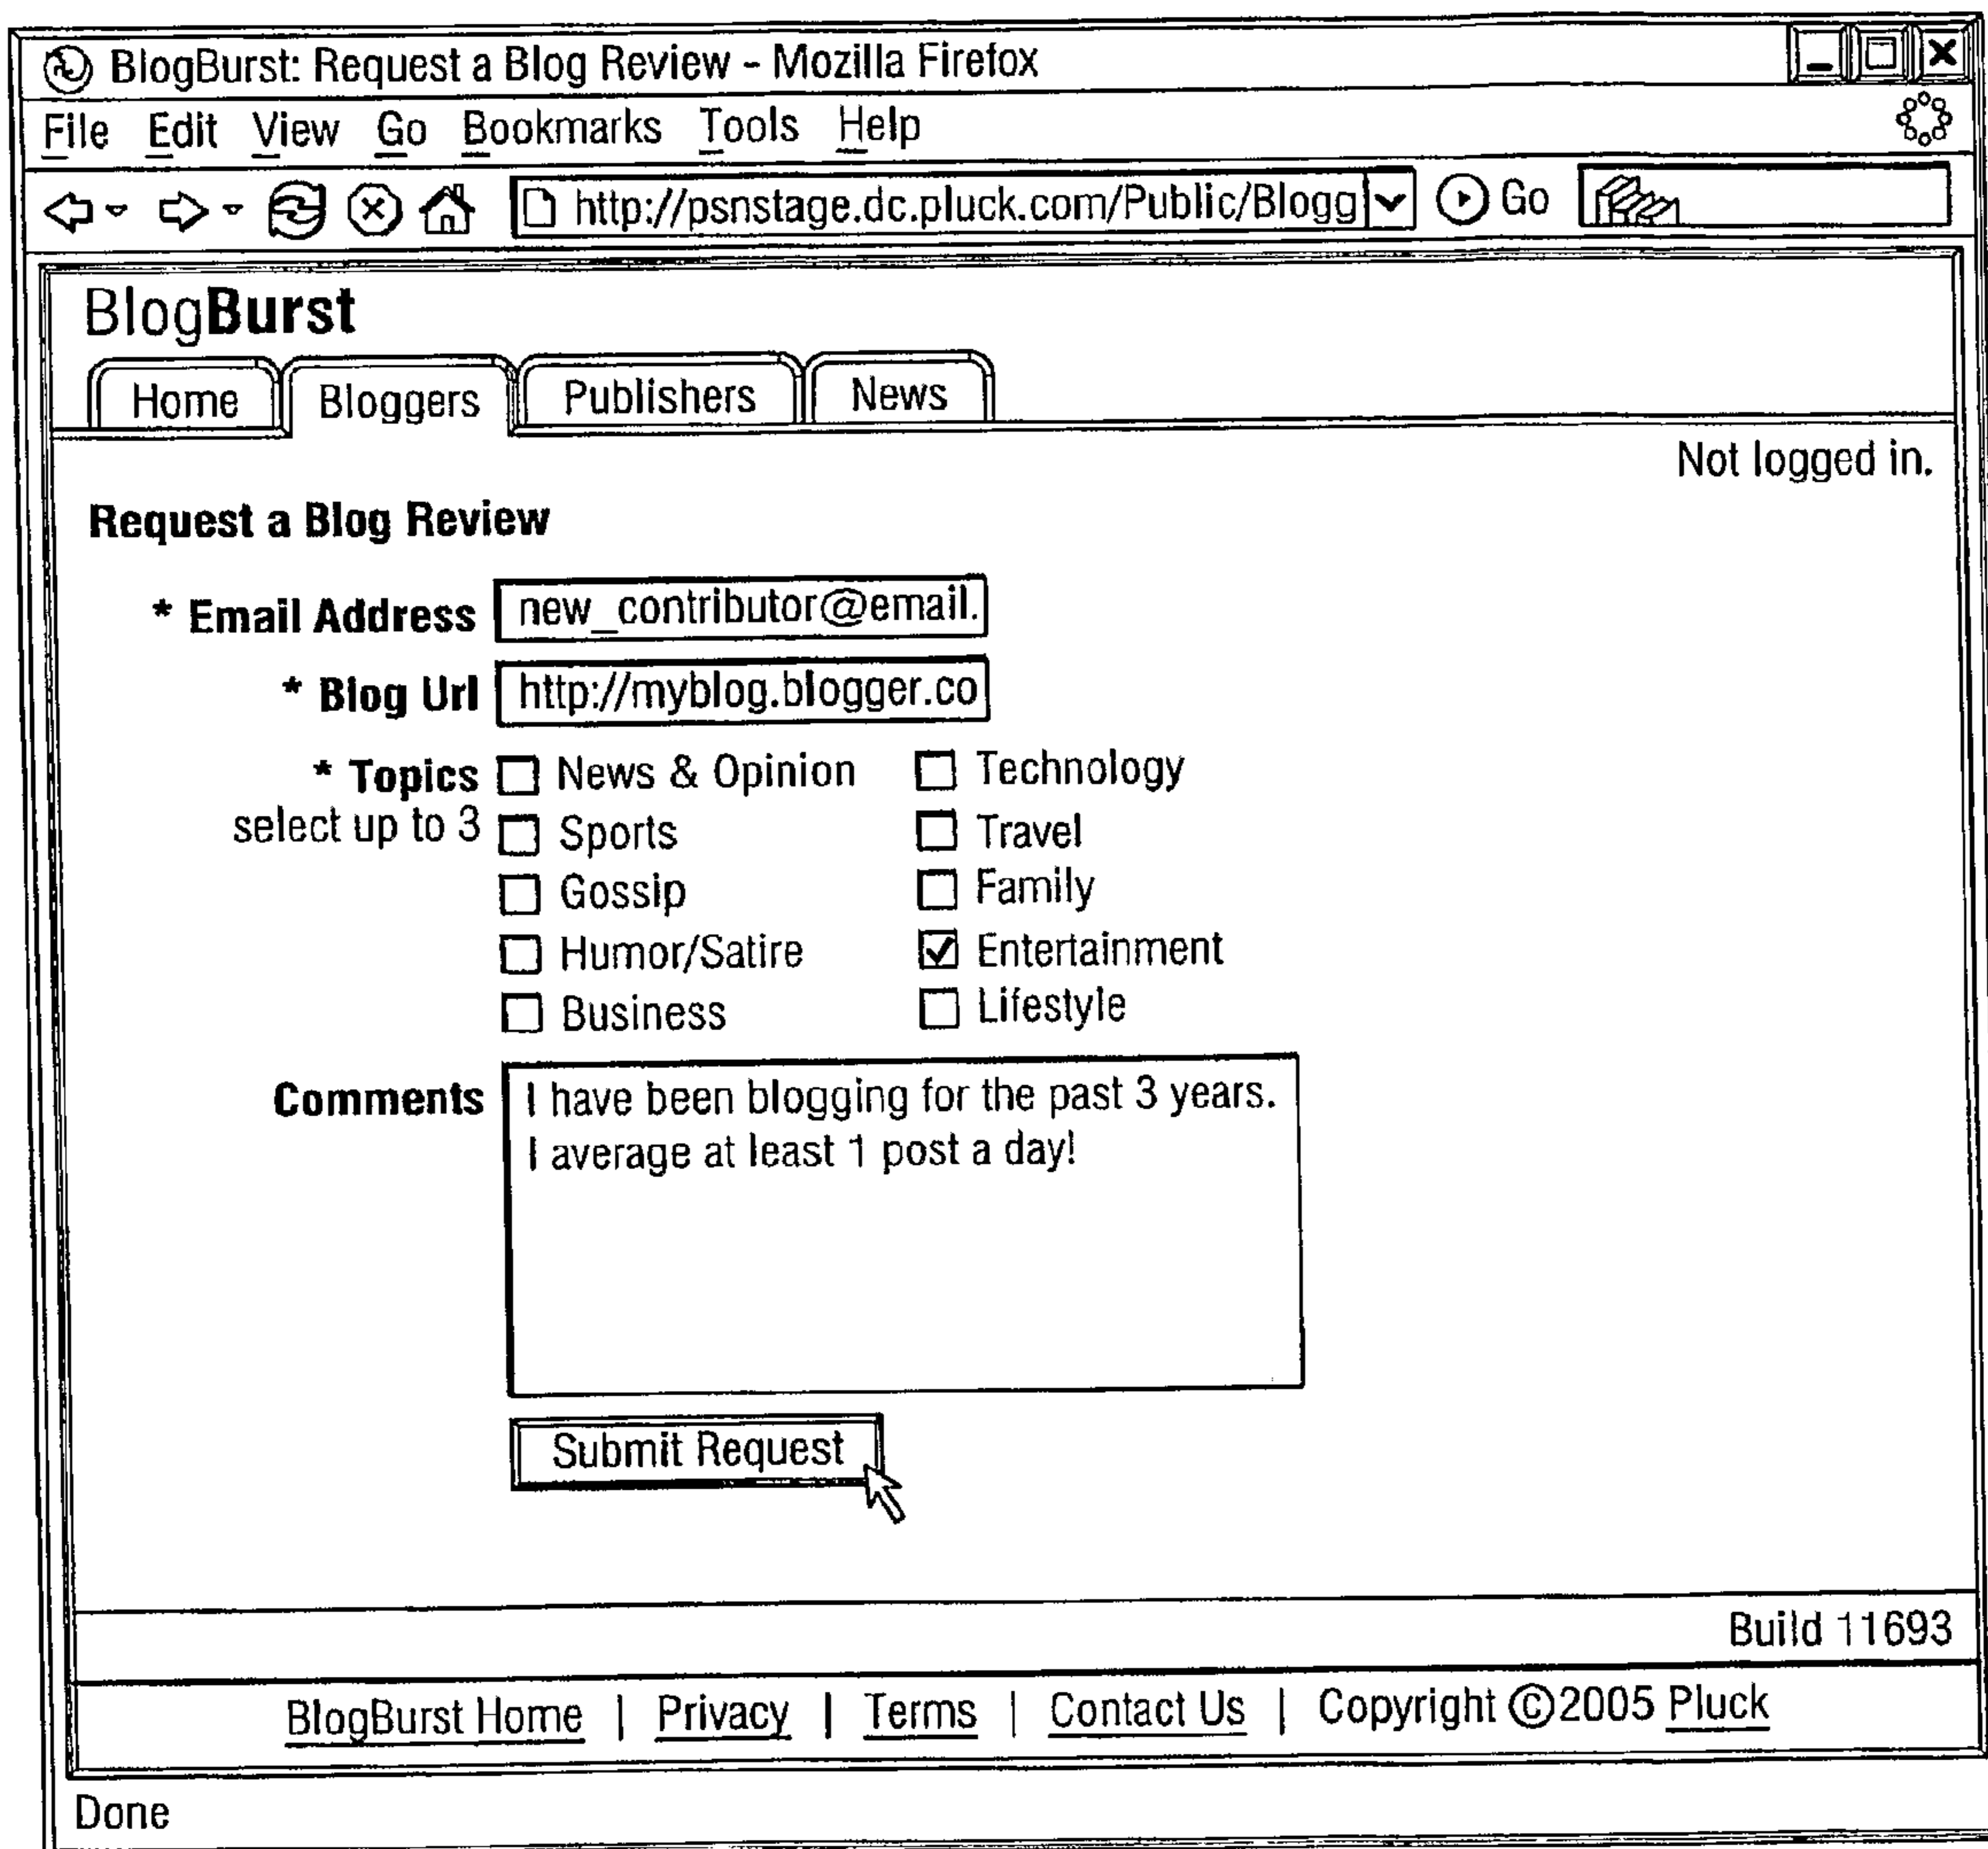 BlogBurst: Request a Blog Review - Mozilla Firefox
File Edit View Go Bookmarks Tools Help
http://psnstage.dc.pluck.com/Public/Blogg Go
BlogBurst
Home Bloggers Publishers News
Not logged in.
Request a Blog Review
* Email Address new_contributor@email.
* Blog Url http://myblog.blogger.co
* Topics News & Opinion Technology
select up to 3 Sports Travel
Gossip Family
Humor/Satire Entertainment
Business Lifestyle
Comments I have been blogging for the past 3 years.
I average at least 1 post a day!
Submit Request
Build 11693
BlogBurst Home | Privacy | Terms | Contact Us | Copyright ©2005 Pluck
Done